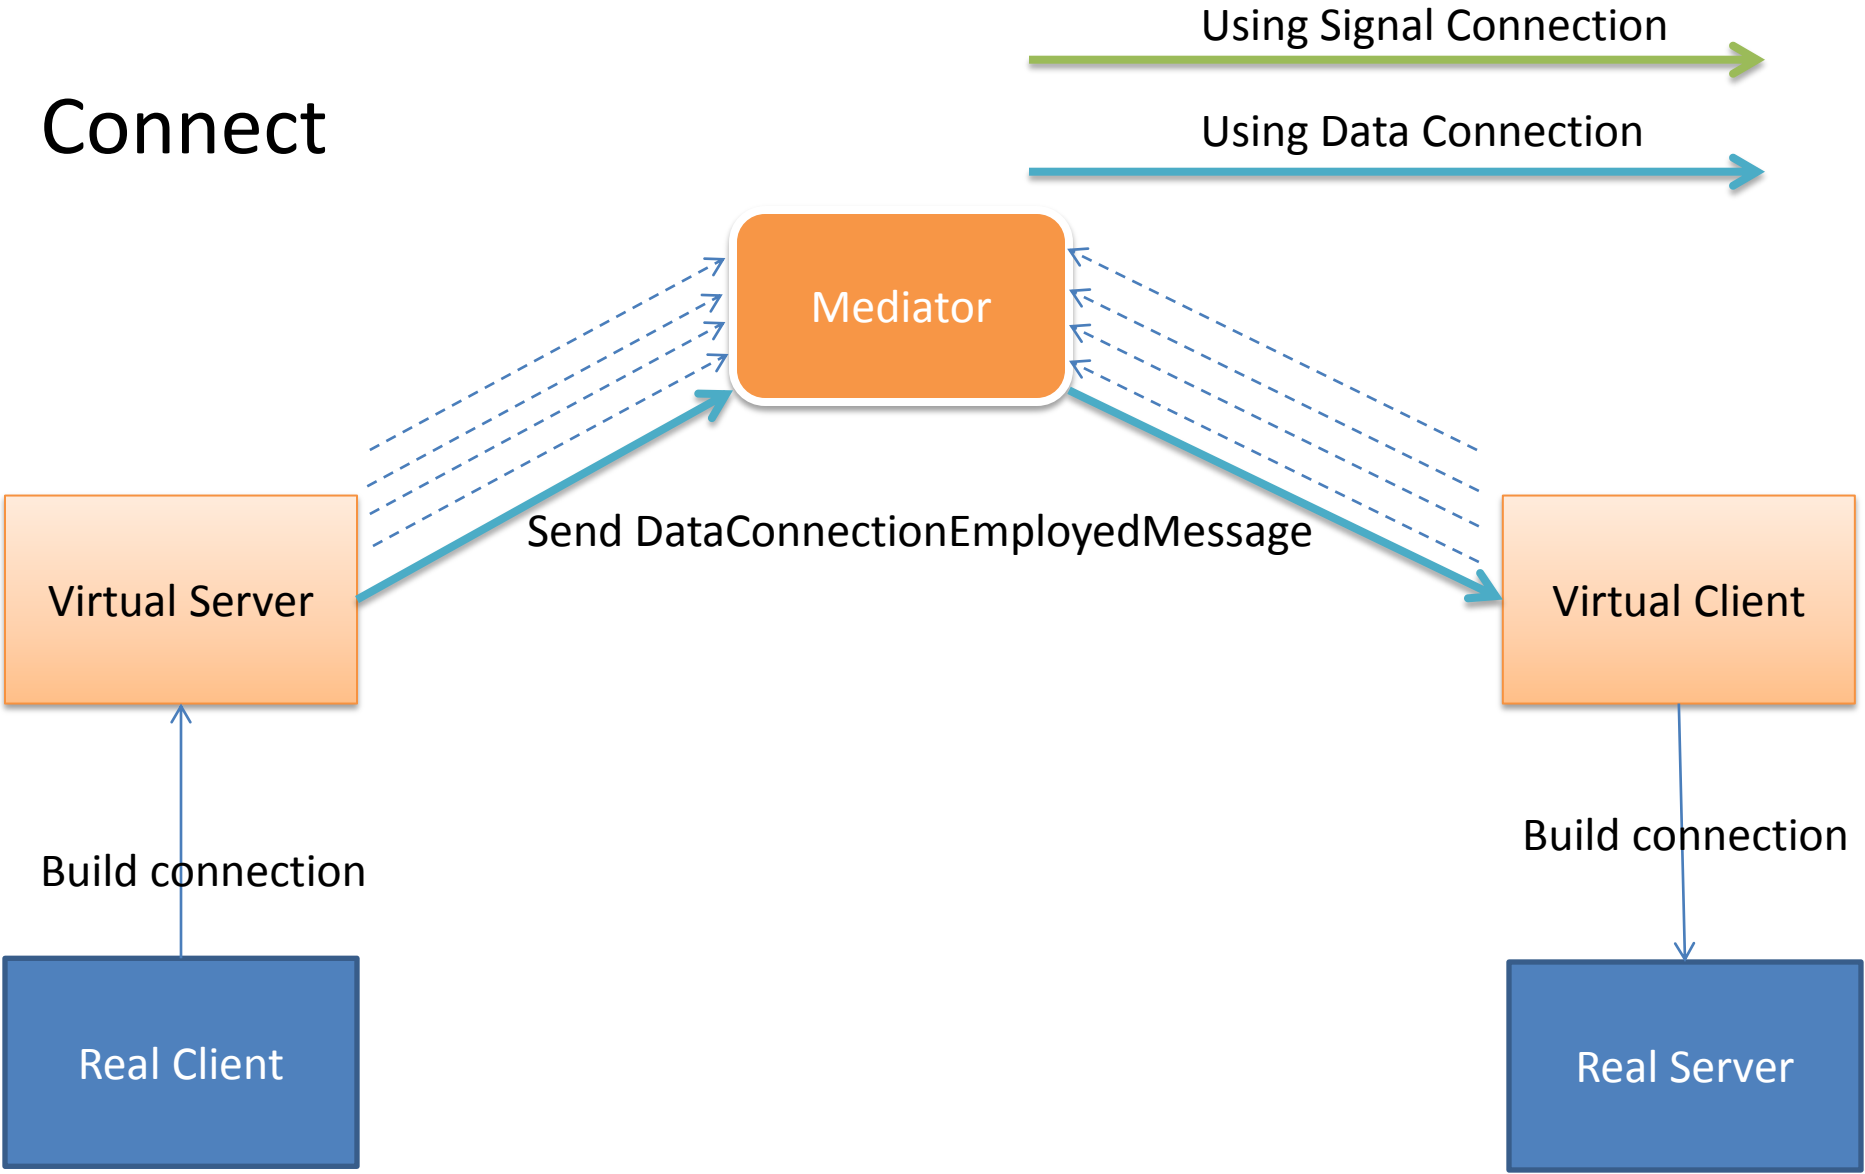 Using Signal Connection
Connect
Using Data Connection
Mediator
Send DataConnectionEmployedMessage
Virtual Server
Virtual Client
Build connection
Build connection
Real Client
Real Server